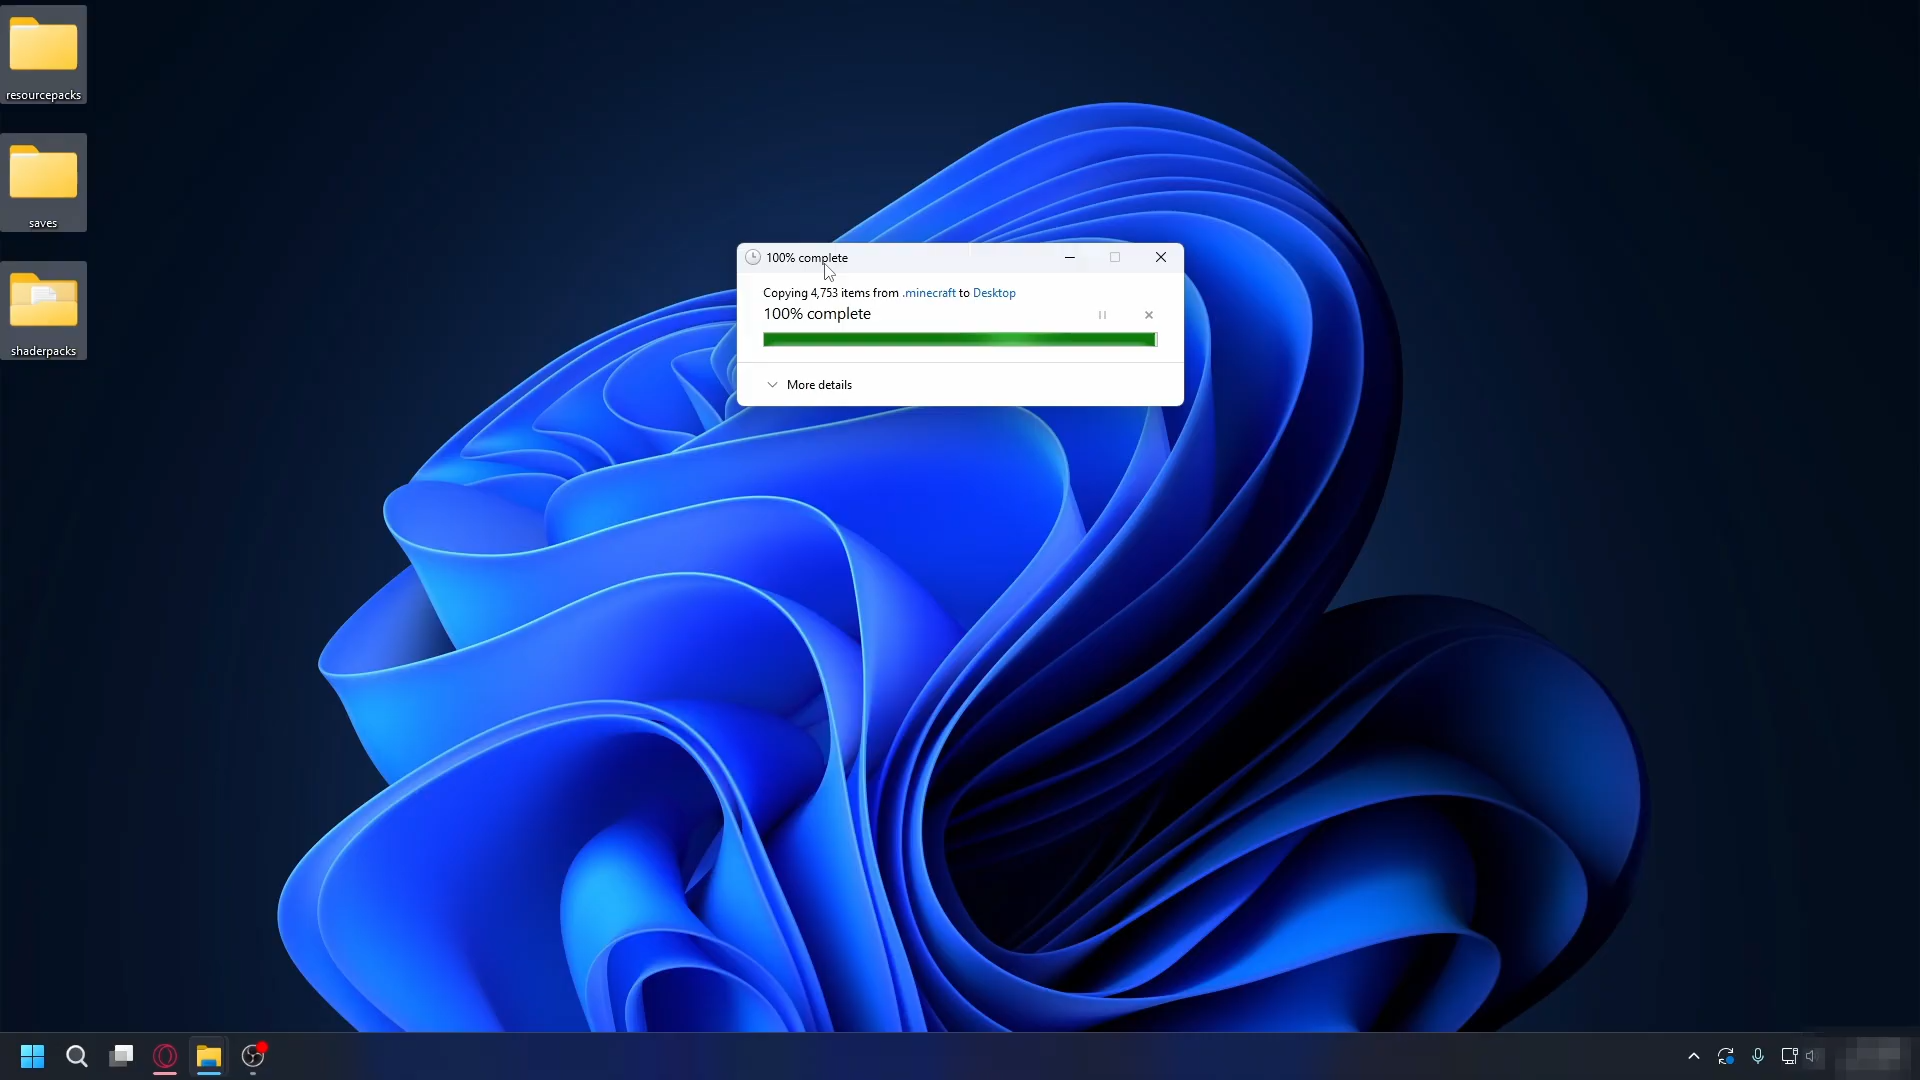 resourcepacks
saves
shaderpacks
100% complete
Copying 4,753 items from .minecraft to Desktop
100% complete
More details